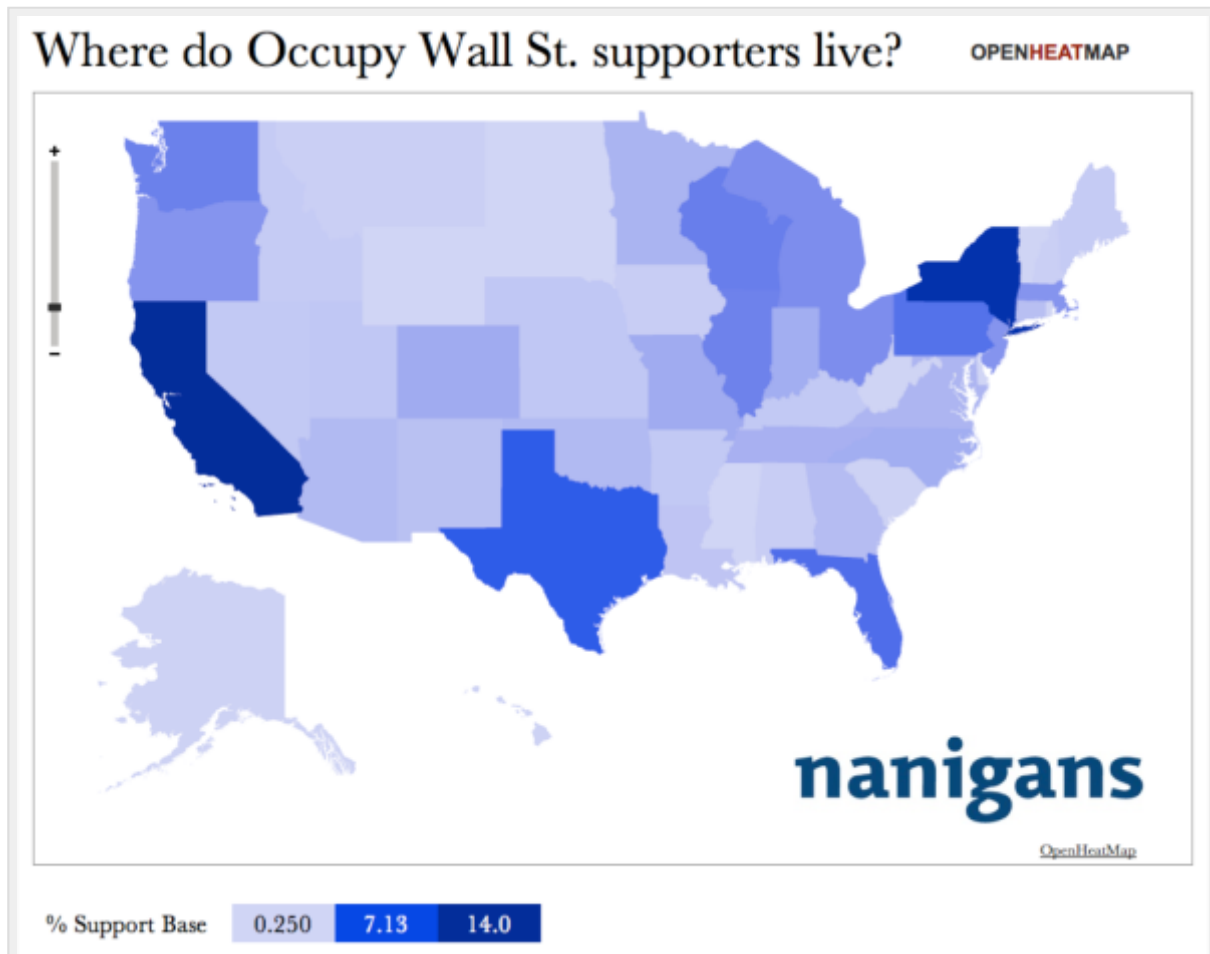 Where do Occupy Wall St. supporters live?
OPENHEATMAP
+
–
nanigans
OpenHeatMap
% Support Base 0.250 7.13 14.0